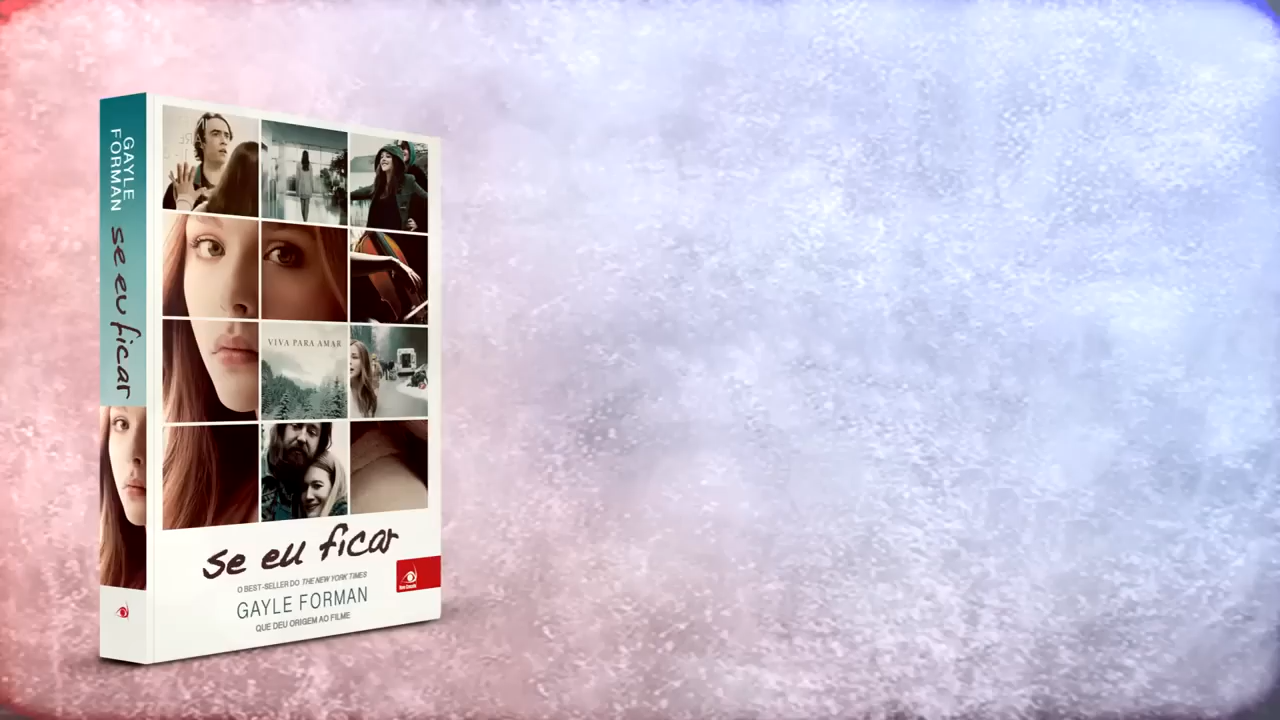 GAYLE
FORMAN
se eu ficar
VIVA PARA AMAR
se eu ficar
O BEST-SELLER DO THE NEW YORK TIMES
GAYLE FORMAN
QUE DEU ORIGEM AO FILME